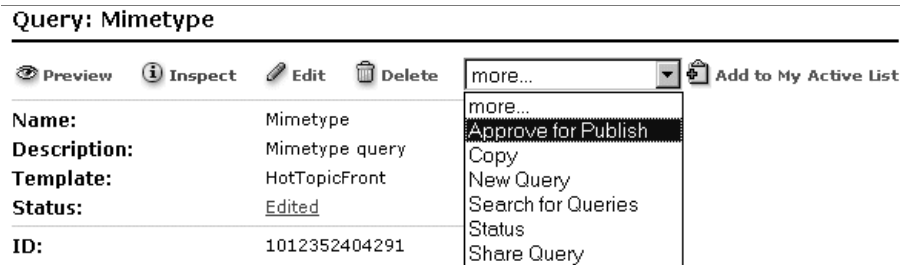 Query: Mimetype
Preview Inspect Edit Delete more... Add to My Active List
more...
Name: Mimetype Approve for Publish
Description: Mimetype query Copy
Template: HotTopicFront New Query
Status: Edited Search for Queries
Status
ID: 1012352404291 Share Query